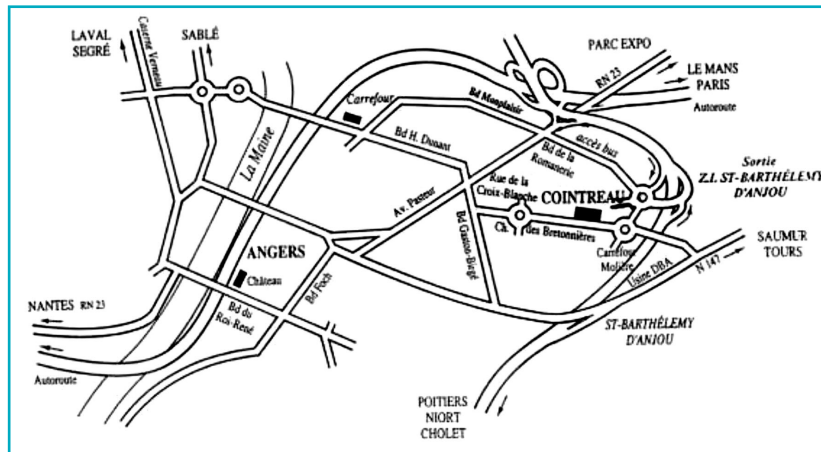 LAVAL
SEGRÉ
Caserne Verneau
SABLÉ
PARC EXPO
RN 23
LE MANS
PARIS
Autoroute
La Maine
Carrefour
Bd Monplaisir
Bd H. Dunant
Bd de la
Romanerie
accès bus
Sortie
Z.I. ST-BARTHÉLEMY
D'ANJOU
Rue de la
Croix-Blanche
COINTREAU
Av. Pasteur
Ch. des Bretonnières
Bd Gaston-Birgé
Carrefour
Molière
SAUMUR
TOURS
ANGERS
Château
Bd Foch
Usine DBA
N 147
NANTES RN 23
Bd du
Roi-René
ST-BARTHÉLEMY
D'ANJOU
Autoroute
POITIERS
NIORT
CHOLET